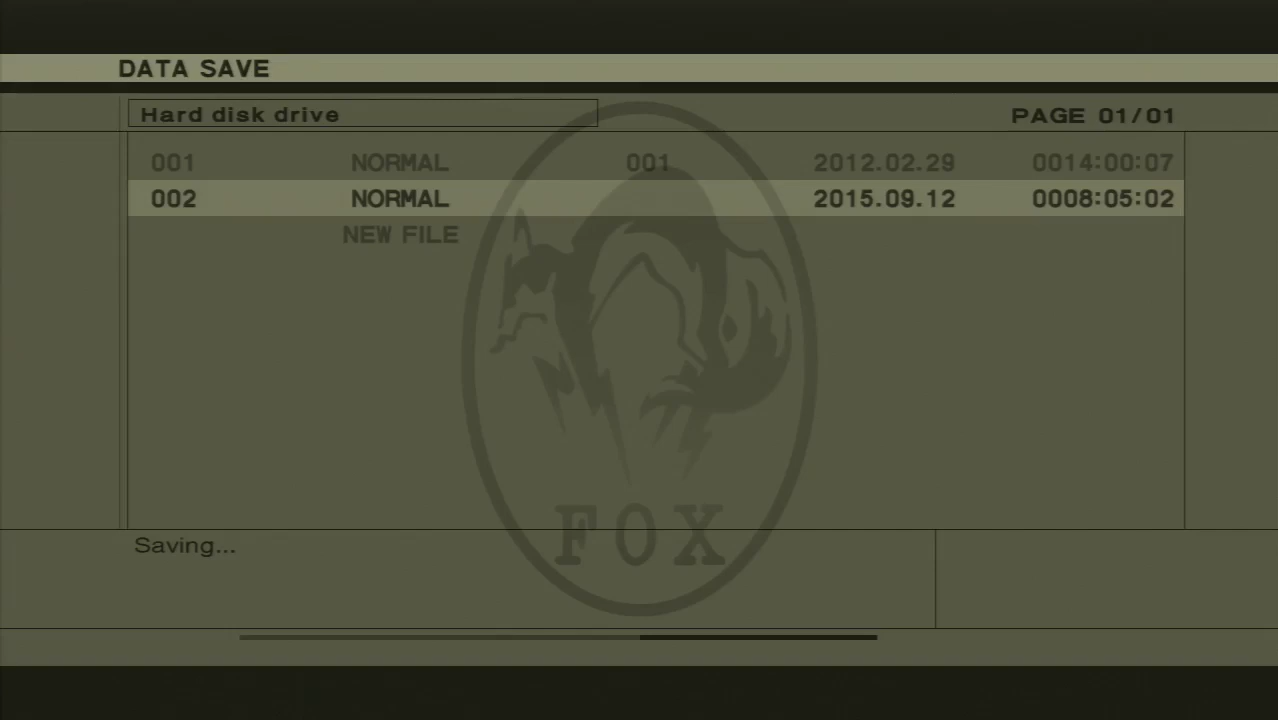 DATA SAVE
Hard disk drive PAGE 01/01
001 NORMAL 001 2012.02.29 0014:00:07
002 NORMAL 2015.09.12 0008:05:02
NEW FILE
FOX
Saving...